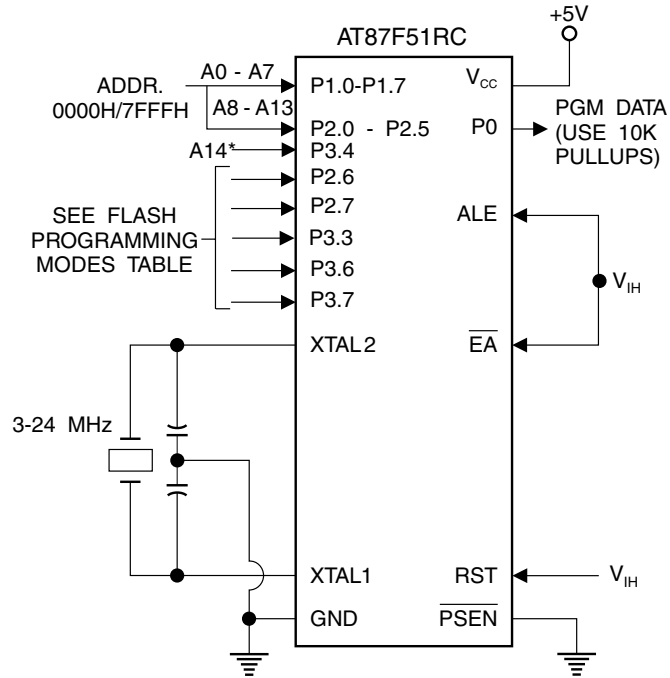 +5V
AT87F51RC
ADDR.
0000H/7FFFH
A0 - A7
P1.0-P1.7
VCC
A8 - A13
P2.0 - P2.5
P0
PGM DATA
(USE 10K
PULLUPS)
A14*
P3.4
P2.6
SEE FLASH
PROGRAMMING
MODES TABLE
P2.7
P3.3
P3.6
P3.7
ALE
VIH
EA
XTAL2
3-24 MHz
XTAL1
RST
VIH
GND
PSEN